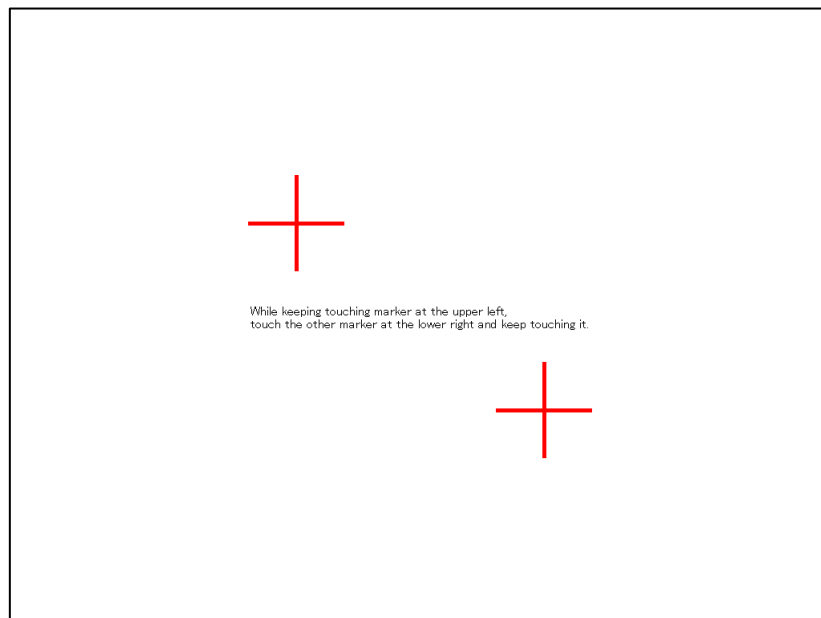 While keeping touching marker at the upper left,
touch the other marker at the lower right and keep touching it.